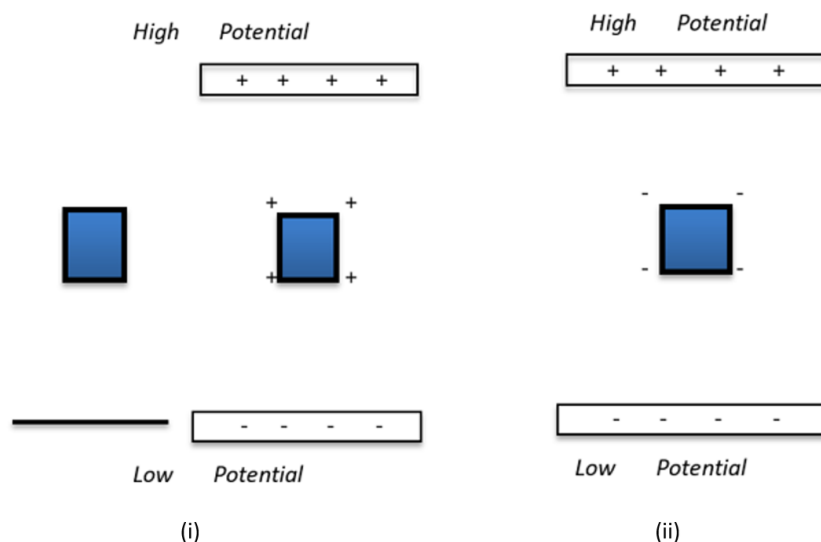 High Potential
High Potential
+ + + +
+ + + +
+ +
- -
+ +
- -
- - - -
- - - -
Low Potential
Low Potential
(i)
(ii)